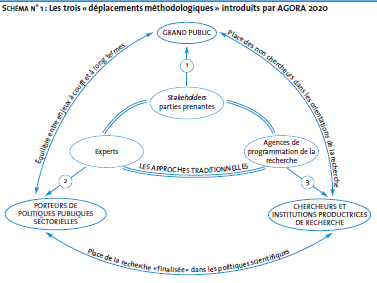 SCHÉMA N° 1 : Les trois « déplacements méthodologiques » introduits par AGORA 2020
GRAND PUBLIC
Équilibre entre enjeux à court et à long termes
Place des non chercheurs dans les orientations de la recherche
1
Stakeholders
parties prenantes
Experts
Agences de
programmation de la
recherche
LES APPROCHES TRADITIONNELLES
2
3
PORTEURS DE
POLITIQUES PUBLIQUES
SECTORIELLES
CHERCHEURS ET
INSTITUTIONS PRODUCTRICES
DE RECHERCHE
Place de la recherche «finalisée» dans les politiques scientifiques